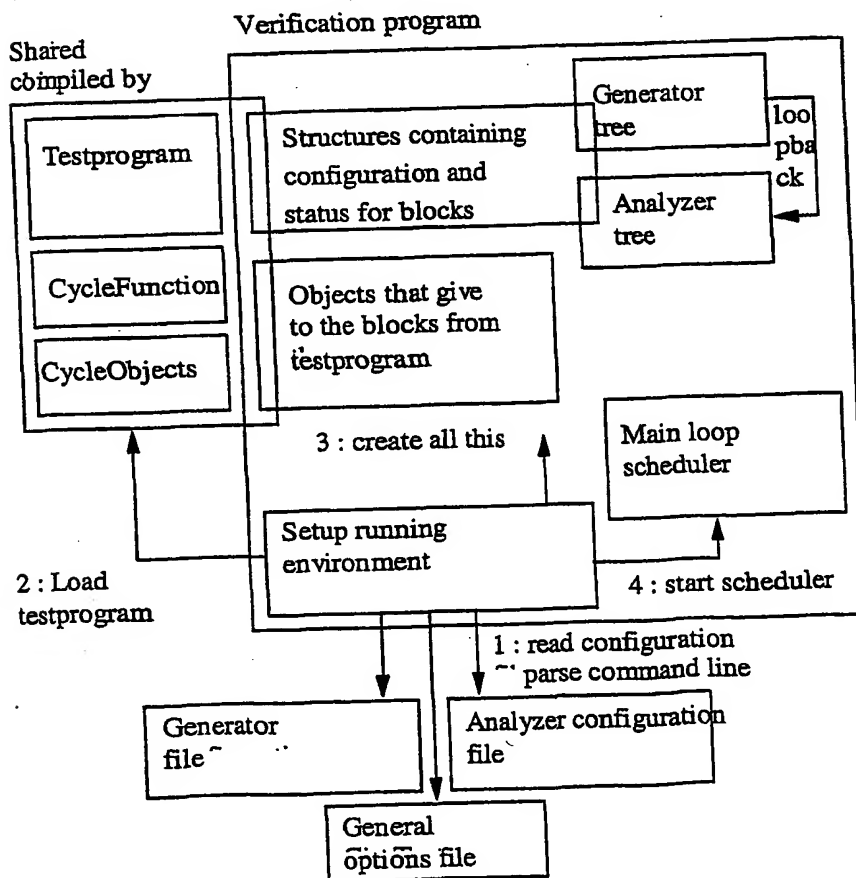 Verification program
Shared
compiled by
Testprogram
CycleFunction
CycleObjects
Structures containing
configuration and
status for blocks
Generator
tree
loo
pba
ck
Analyzer
tree
Objects that give
to the blocks from
testprogram
3 : create all this
Main loop
scheduler
Setup running
environment
2 : Load
testprogram
4 : start scheduler
1 : read configuration
parse command line
Generator
file
Analyzer configuration
file
General
options file